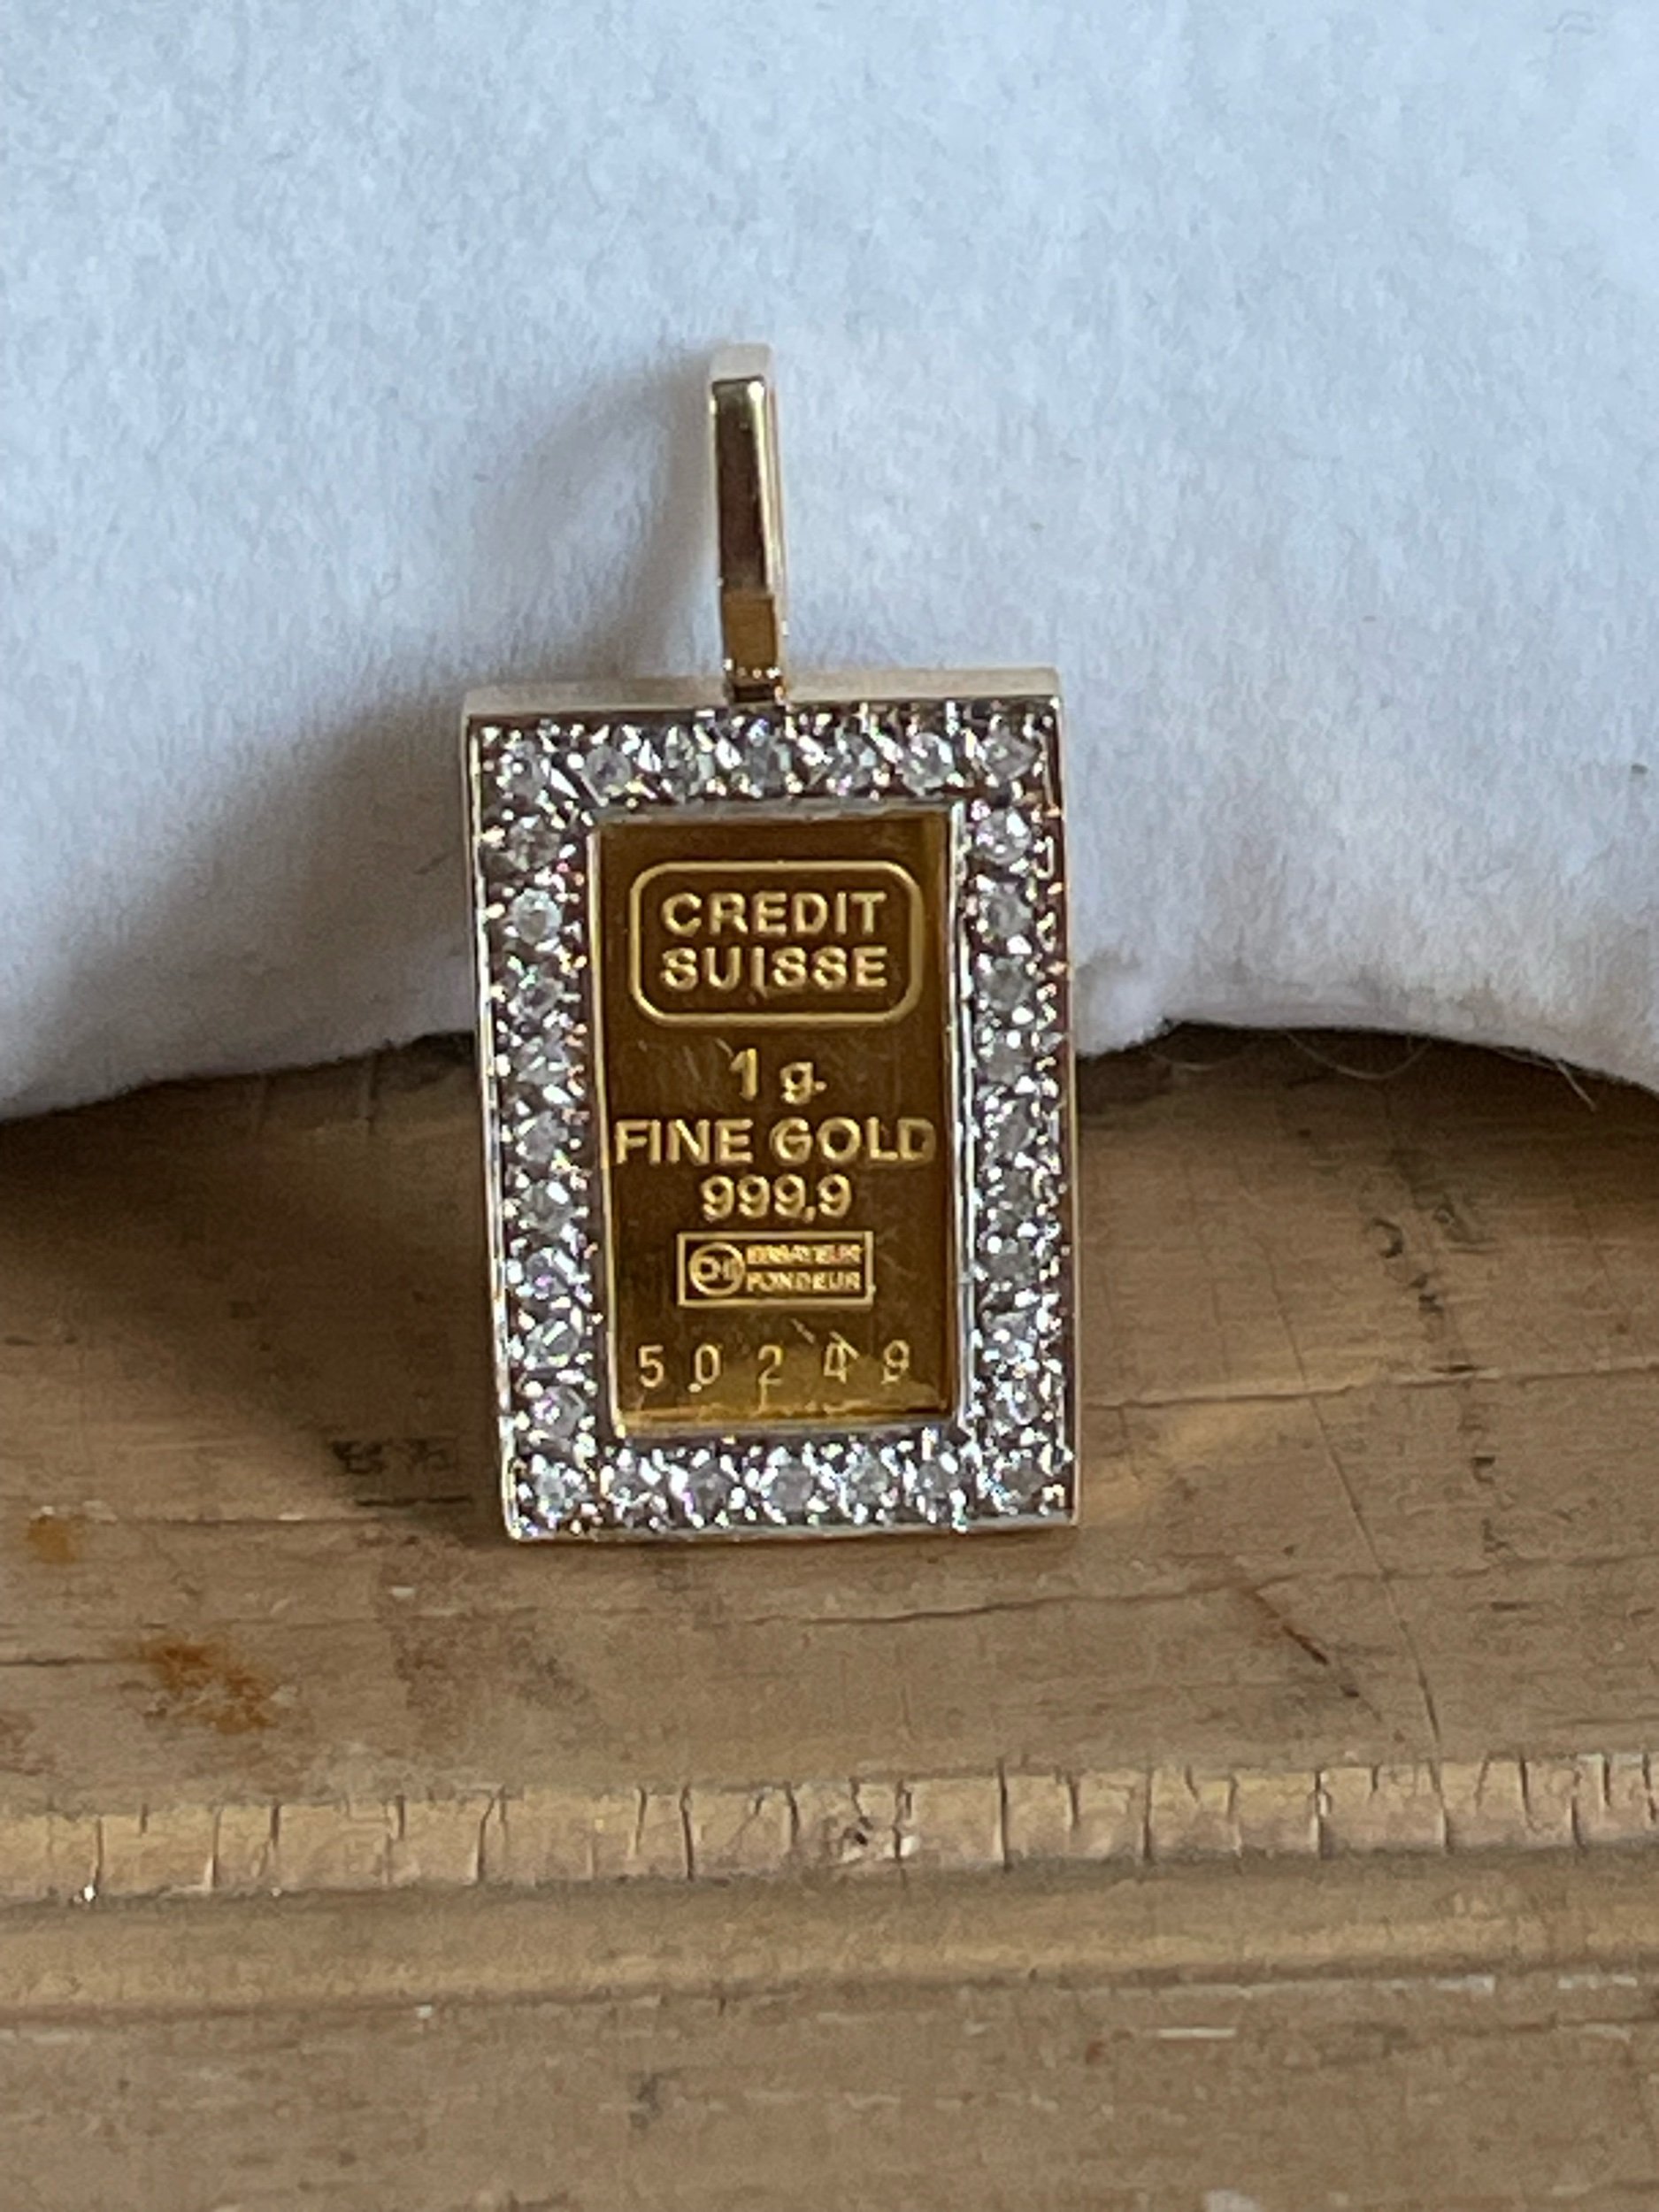 CREDIT
SUISSE
1 g.
FINE GOLD
999,9
ESSAYEUR
FONDEUR
50249